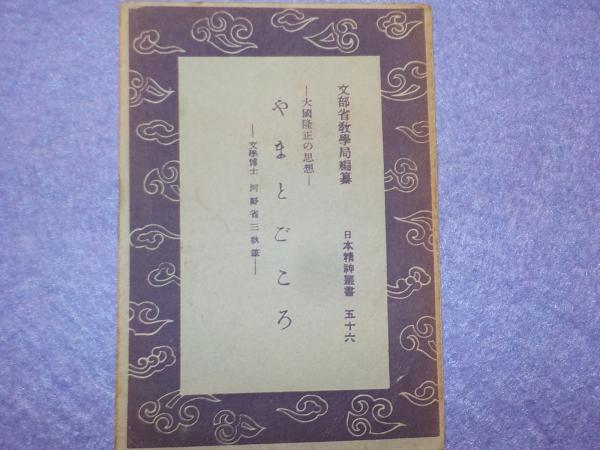 文部省敎學局編纂
日本精神叢書 五十六
―大國隆正の思想―
やまとごころ
―文學博士 河野省三執筆―